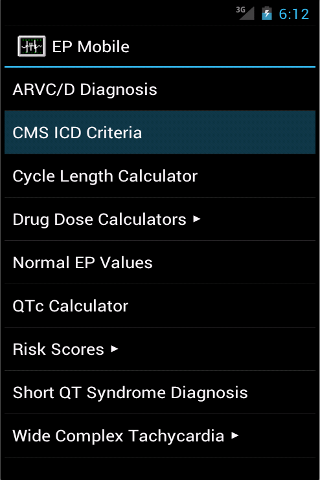 3G 6:12
EP Mobile
ARVC/D Diagnosis
CMS ICD Criteria
Cycle Length Calculator
Drug Dose Calculators ▸
Normal EP Values
QTc Calculator
Risk Scores ▸
Short QT Syndrome Diagnosis
Wide Complex Tachycardia ▸